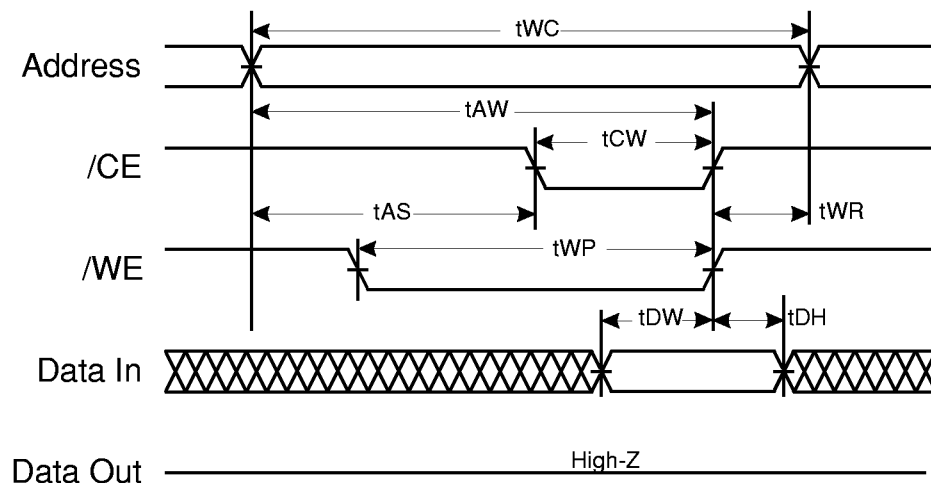 tWC
Address
tAW
tCW
/CE
tAS
tWR
tWP
/WE
tDW
tDH
Data In
High-Z
Data Out